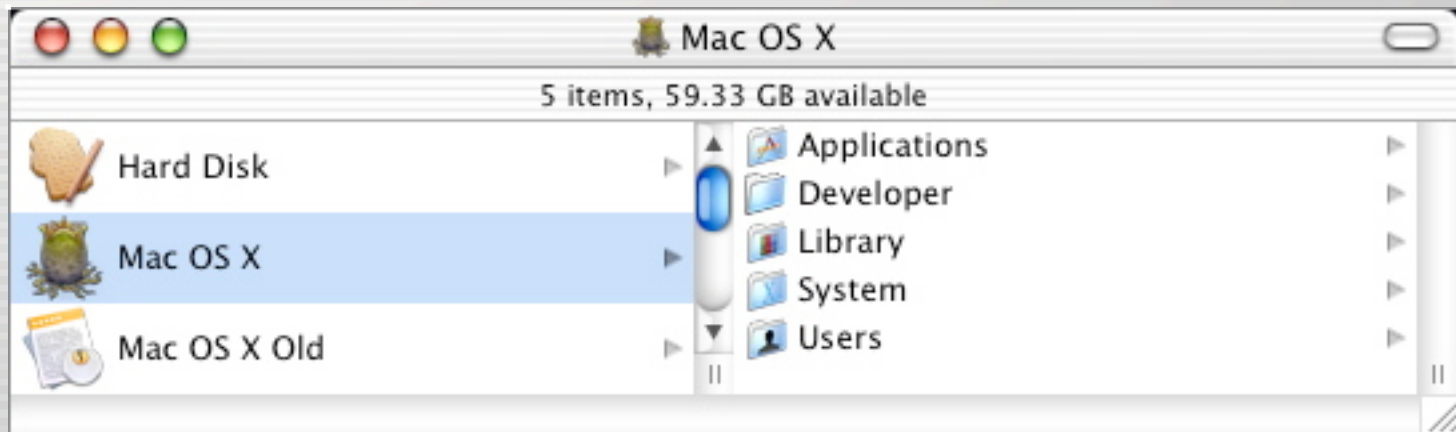 Mac OS X
5 items, 59.33 GB available
Hard Disk
Mac OS X
Mac OS X Old
Applications
Developer
Library
System
Users